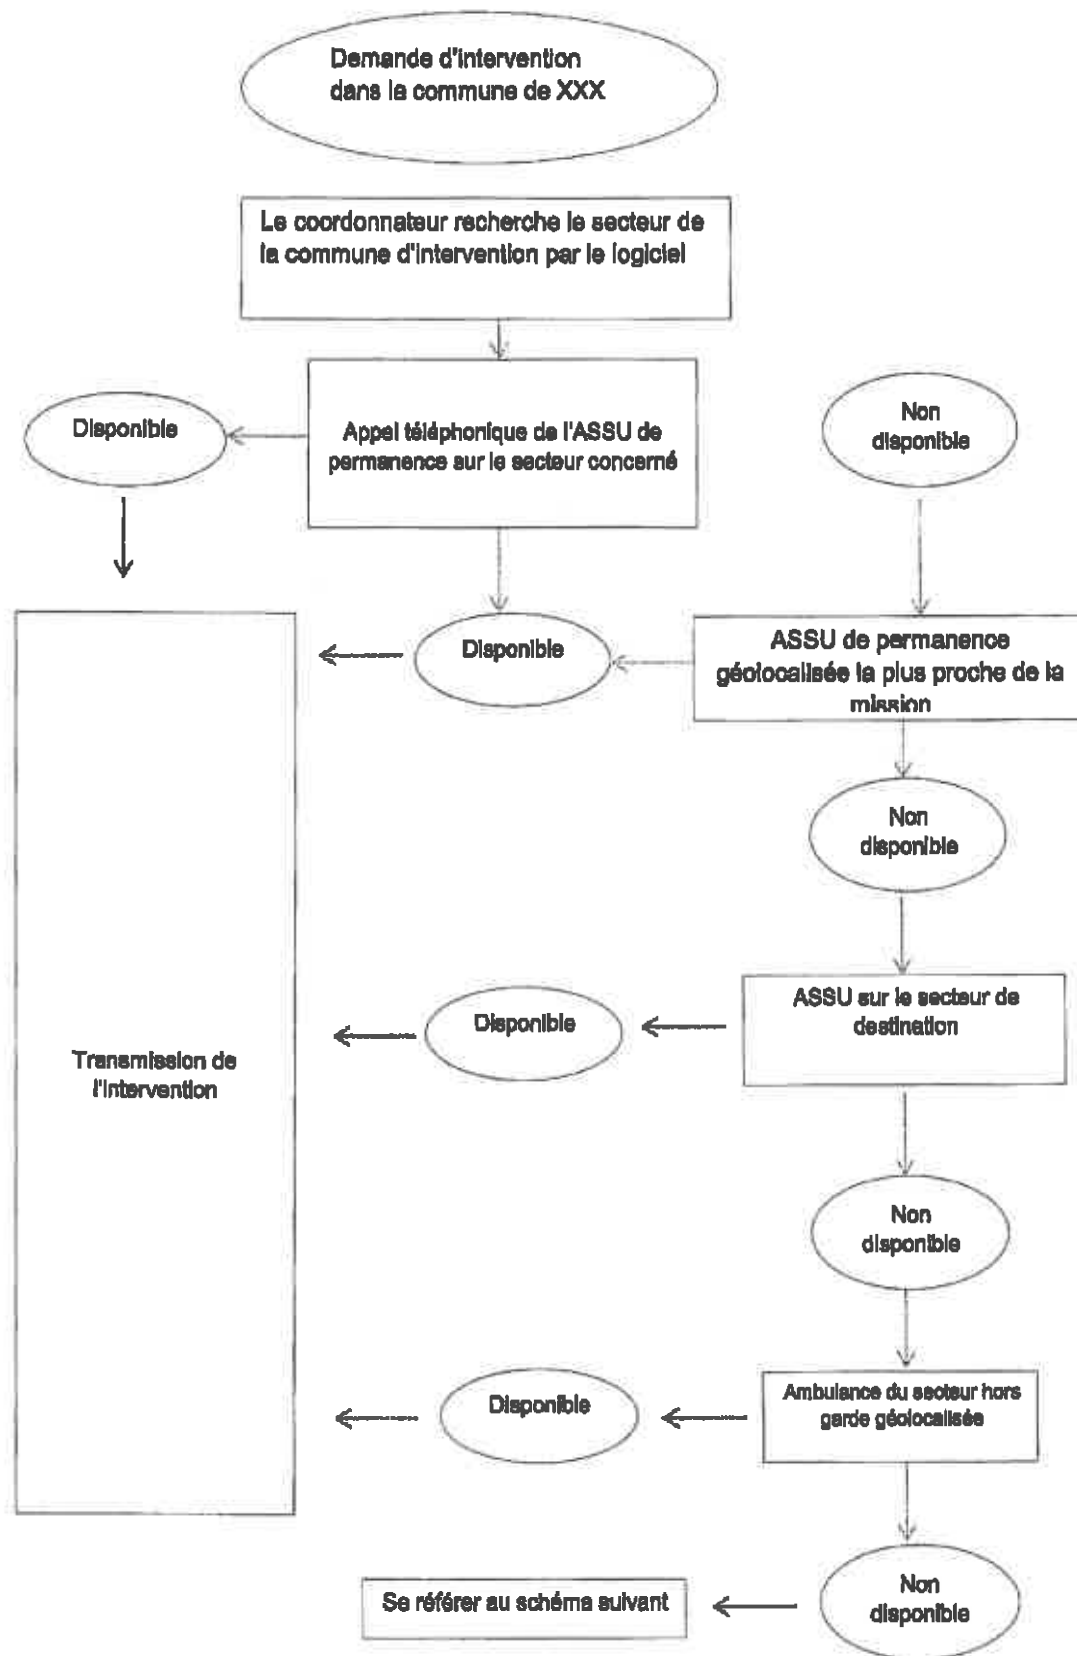 Demande d'intervention
dans la commune de XXX
Le coordonnateur recherche le secteur de
la commune d'intervention par le logiciel
Disponible
Appel téléphonique de l'ASSU de
permanence sur le secteur concerné
Non
disponible
Disponible
ASSU de permanence
géolocalisée la plus proche de la
mission
Non
disponible
ASSU sur le secteur de
destination
Disponible
Transmission de
l'intervention
Non
disponible
Ambulance du secteur hors
garde géolocalisée
Disponible
Non
disponible
Se référer au schéma suivant